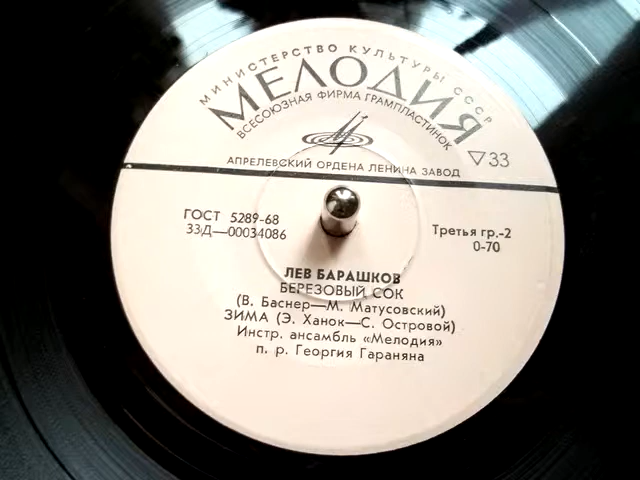 МИНИСТЕРСТВО КУЛЬТУРЫ СССР
МЕЛОДИЯ
ВСЕСОЮЗНАЯ ФИРМА ГРАМПЛАСТИНОК
▽33
АПРЕЛЕВСКИЙ ОРДЕНА ЛЕНИНА ЗАВОД
ГОСТ 5289-68
33Д—00034086
Третья гр.-2
0-70
ЛЕВ БАРАШКОВ
БЕРЕЗОВЫЙ СОК
(В. Баснер—М. Матусовский)
ЗИМА (Э. Ханок—С. Островой)
Инстр. ансамбль «Мелодия»
п. р. Георгия Гараняна